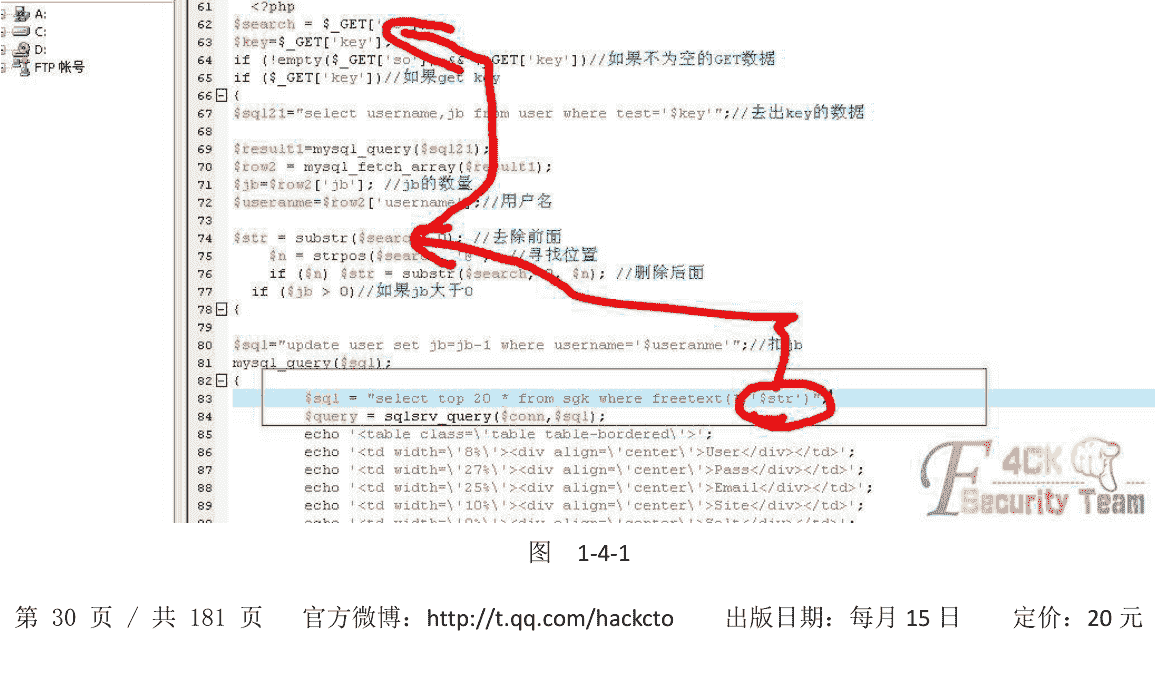 A:
C:
D:
FTP 帐号
61 <?php
62 $search = $_GET['
63 $key=$_GET['key'];
64 if (!empty($_GET['so']) && $_GET['key'])//如果不为空的GET数据
65 if ($_GET['key'])//如果get key
66 {
67 $sql21="select username,jb from user where test='$key'";//去出key的数据
68
69 $result1=mysql_query($sql21);
70 $row2 = mysql_fetch_array($result1);
71 $jb=$row2['jb']; //jb的数量
72 $useranme=$row2['username'];//用户名
73
74 $str = substr($search, 0); //去除前面
75 $n = strpos($search, //寻找位置
76 if ($n) $str = substr($search, 0, $n); //删除后面
77 if ($jb > 0)//如果jb大于0
78 {
79
80 $sql="update user set jb=jb-1 where username='$useranme'";//扣jb
81 mysql_query($sql);
82 {
83 $sql = "select top 20 * from sgk where freetext( '$str')";
84 $query = sqlsrv_query($conn,$sql);
85 echo '<table class=\'table table-bordered\'>';
86 echo '<td width=\'8%\'><div align=\'center\'>User</div></td>';
87 echo '<td width=\'27%\'><div align=\'center\'>Pass</div></td>';
88 echo '<td width=\'25%\'><div align=\'center\'>Email</div></td>';
89 echo '<td width=\'10%\'><div align=\'center\'>Site</div></td>';
F4CK
Security Team
图 1-4-1
第 30 页 / 共 181 页 官方微博：http://t.qq.com/hackcto 出版日期：每月 15 日 定价：20 元